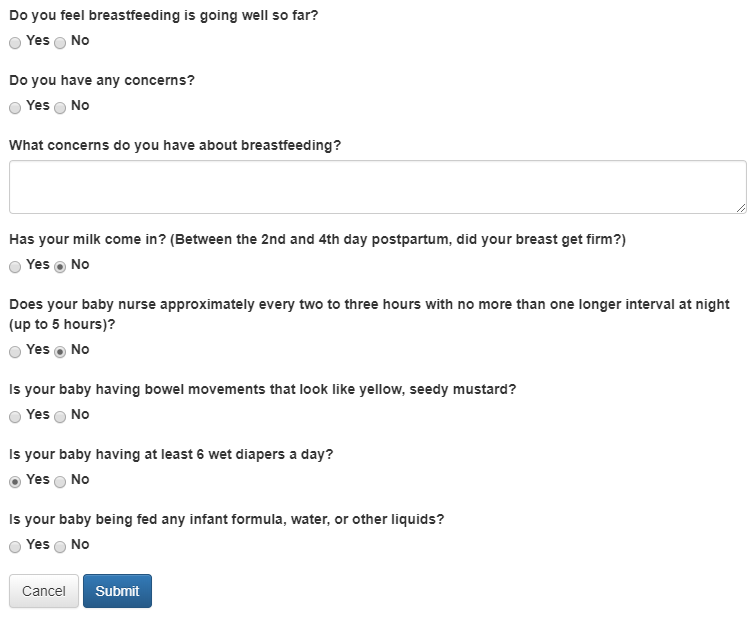 Do you feel breastfeeding is going well so far?
Yes No
Do you have any concerns?
Yes No
What concerns do you have about breastfeeding?
Has your milk come in? (Between the 2nd and 4th day postpartum, did your breast get firm?)
Yes No
Does your baby nurse approximately every two to three hours with no more than one longer interval at night
(up to 5 hours)?
Yes No
Is your baby having bowel movements that look like yellow, seedy mustard?
Yes No
Is your baby having at least 6 wet diapers a day?
Yes No
Is your baby being fed any infant formula, water, or other liquids?
Yes No
Cancel Submit